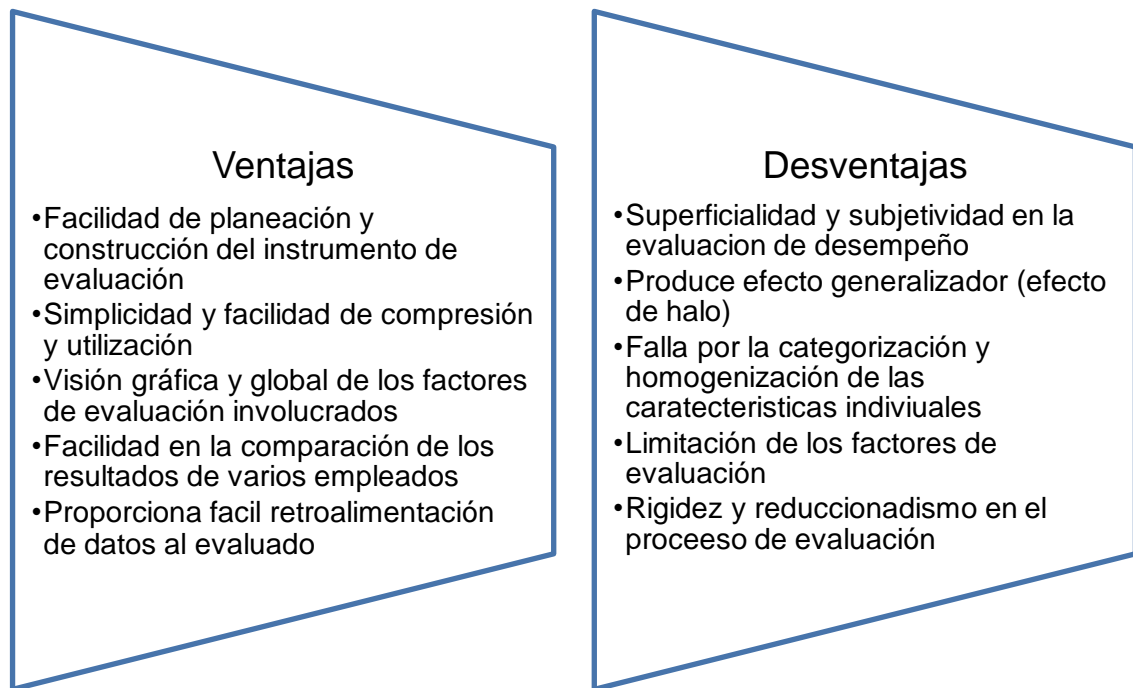 Ventajas
•Facilidad de planeación y
construcción del instrumento de
evaluación
•Simplicidad y facilidad de compresión
y utilización
•Visión gráfica y global de los factores
de evaluación involucrados
•Facilidad en la comparación de los
resultados de varios empleados
•Proporciona facil retroalimentación
de datos al evaluado
Desventajas
•Superficialidad y subjetividad en la
evaluacion de desempeño
•Produce efecto generalizador (efecto
de halo)
•Falla por la categorización y
homogenización de las
caratecteristicas indiviuales
•Limitación de los factores de
evaluación
•Rigidez y reduccionadismo en el
proceeso de evaluación